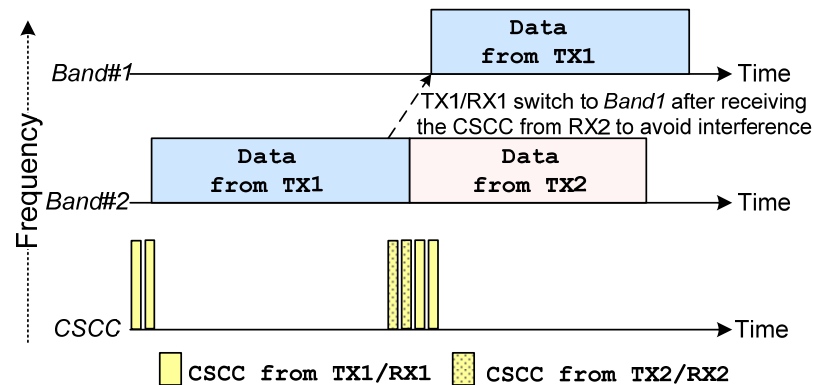 Data
from TX1
Band#1
Time
TX1/RX1 switch to Band1 after receiving
the CSCC from RX2 to avoid interference
Data
from TX1
Data
from TX2
Band#2
Time
Frequency
CSCC
Time
CSCC from TX1/RX1
CSCC from TX2/RX2